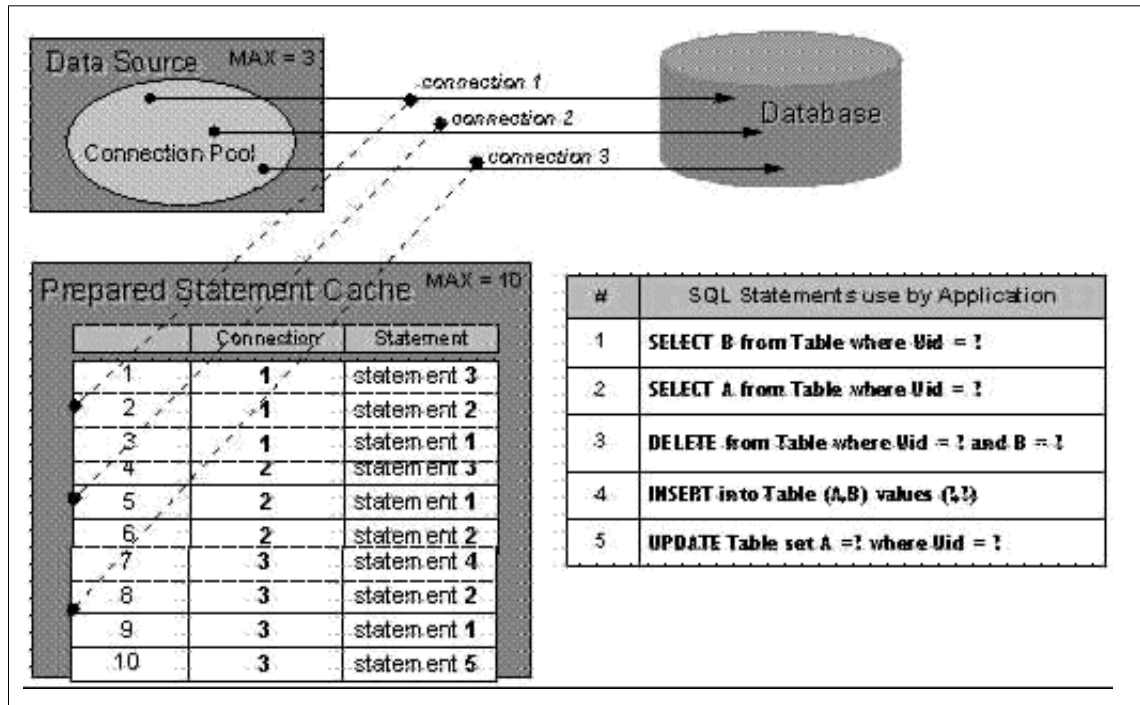 Data Source MAX = 3
connection 1
connection 2
Database
Connection Pool
connection 3
Prepared Statement Cache MAX = 10
Connection Statement
1 1 statement 3
2 1 statement 2
3 1 statement 1
4 2 statement 3
5 2 statement 1
6 2 statement 2
7 3 statement 4
8 3 statement 2
9 3 statement 1
10 3 statement 5
# SQL Statements use by Application
1 SELECT B from Table where Uid = ?
2 SELECT A from Table where Uid = ?
3 DELETE from Table where Uid = ? and B = ?
4 INSERT into Table (A,B) values (?,?)
5 UPDATE Table set A =? where Uid = ?